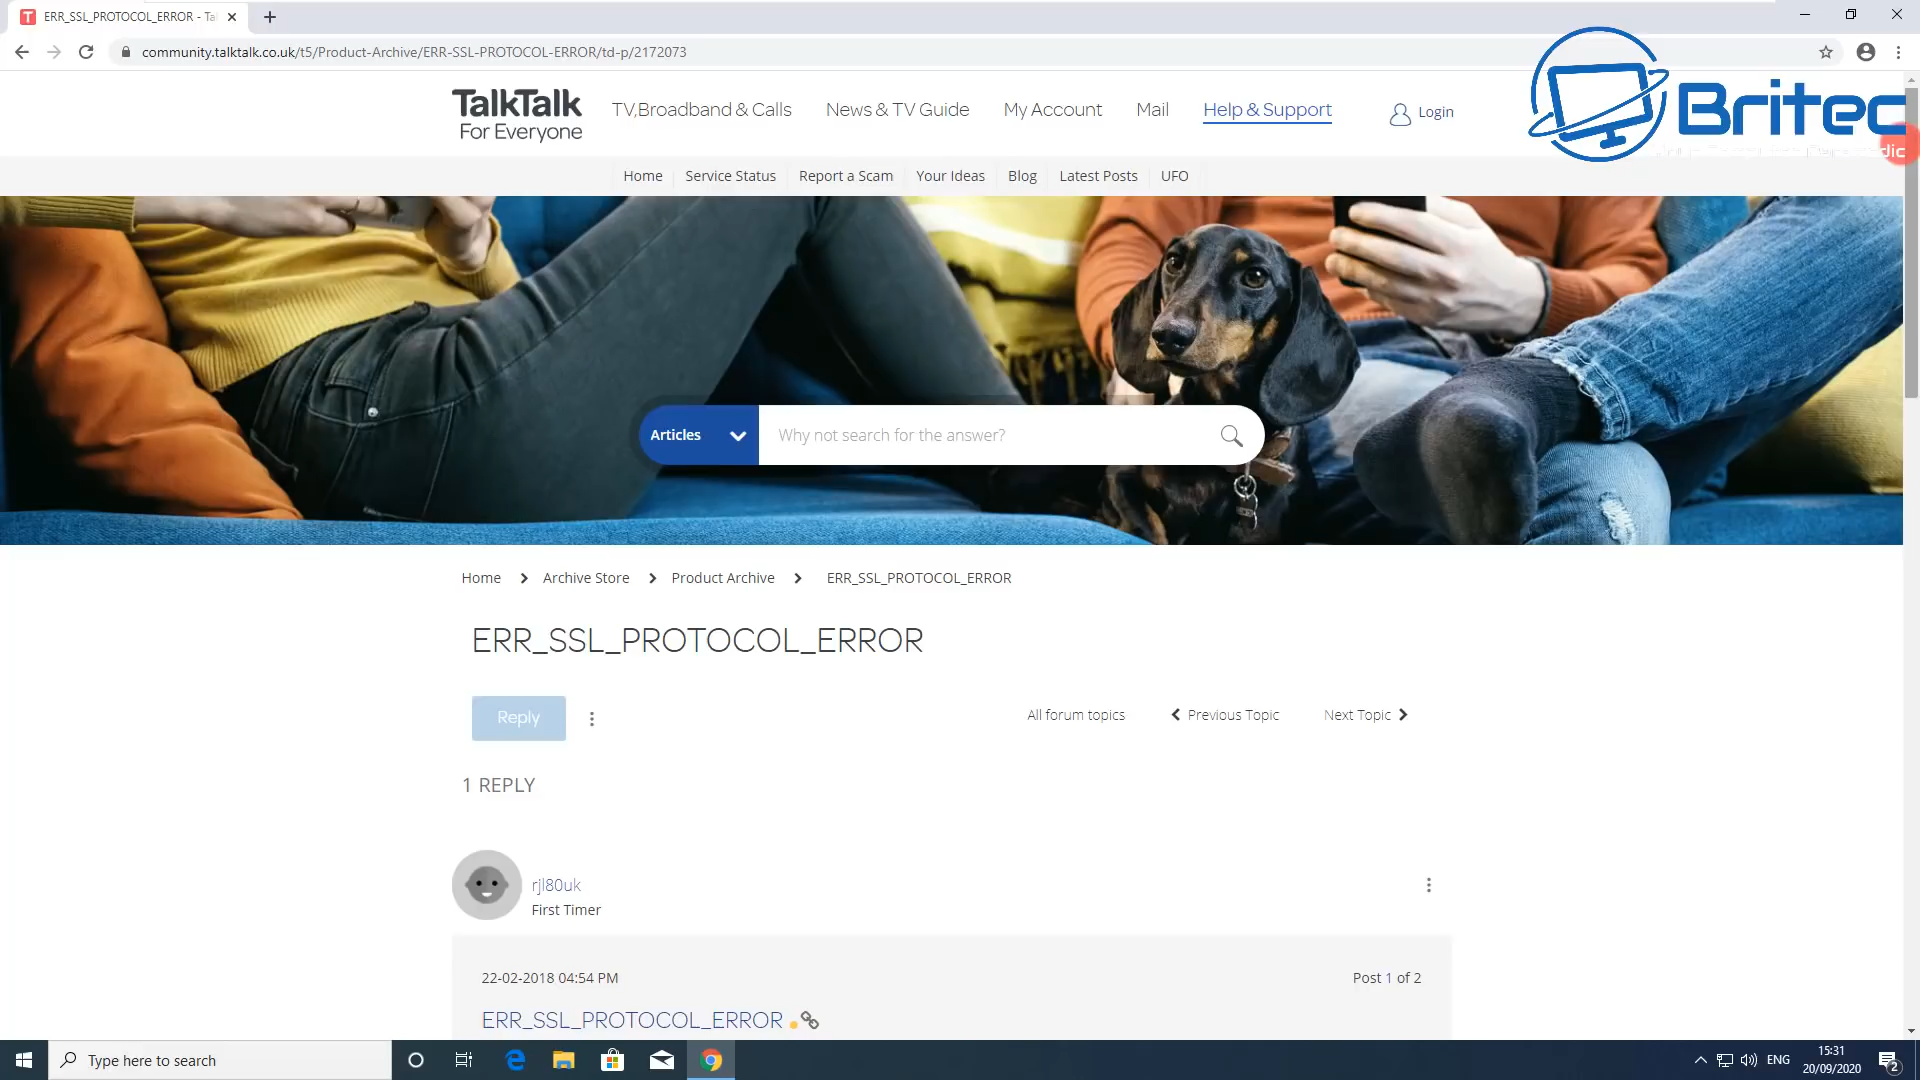 ERR_SSL_PROTOCOL_ERROR - Ta
community.talktalk.co.uk/t5/Product-Archive/ERR-SSL-PROTOCOL-ERROR/td-p/2172073
TalkTalk
For Everyone
TV,Broadband & Calls
News & TV Guide
My Account
Mail
Help & Support
Login
Britec
Home
Service Status
Report a Scam
Your Ideas
Blog
Latest Posts
UFO
Articles
Why not search for the answer?
Home
Archive Store
Product Archive
ERR_SSL_PROTOCOL_ERROR
ERR_SSL_PROTOCOL_ERROR
Reply
All forum topics
Previous Topic
Next Topic
1 REPLY
rjl80uk
First Timer
22-02-2018 04:54 PM
Post 1 of 2
ERR_SSL_PROTOCOL_ERROR
Type here to search
ENG
15:31
20/09/2020
2